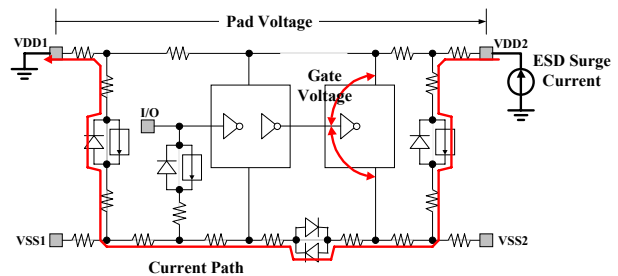 Pad Voltage
VDD1
VDD2
ESD Surge
Current
Gate
Voltage
I/O
VSS1
VSS2
Current Path